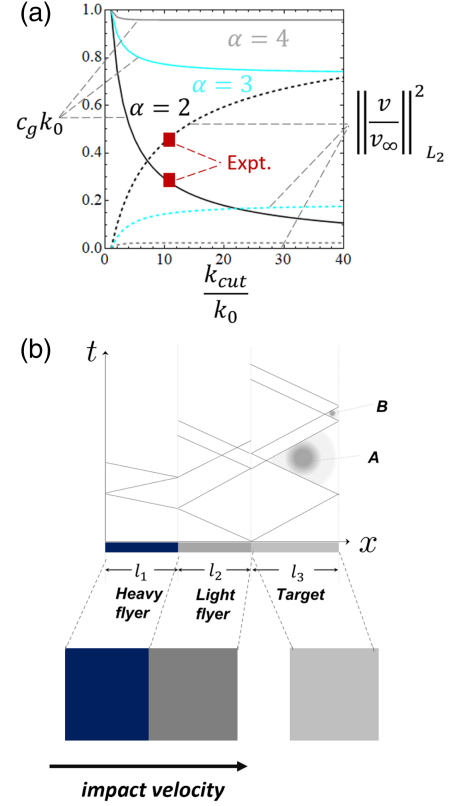 (a)
1.0
0.8
0.6
0.4
0.2
0.0
α = 4
α = 3
α = 2
c_g k_0
Expt.
‖v/v_∞‖² L_2
0 10 20 30 40
k_cut/k_0
(b)
t
B
A
x
l_1 l_2 l_3
Heavy flyer
Light flyer
Target
impact velocity